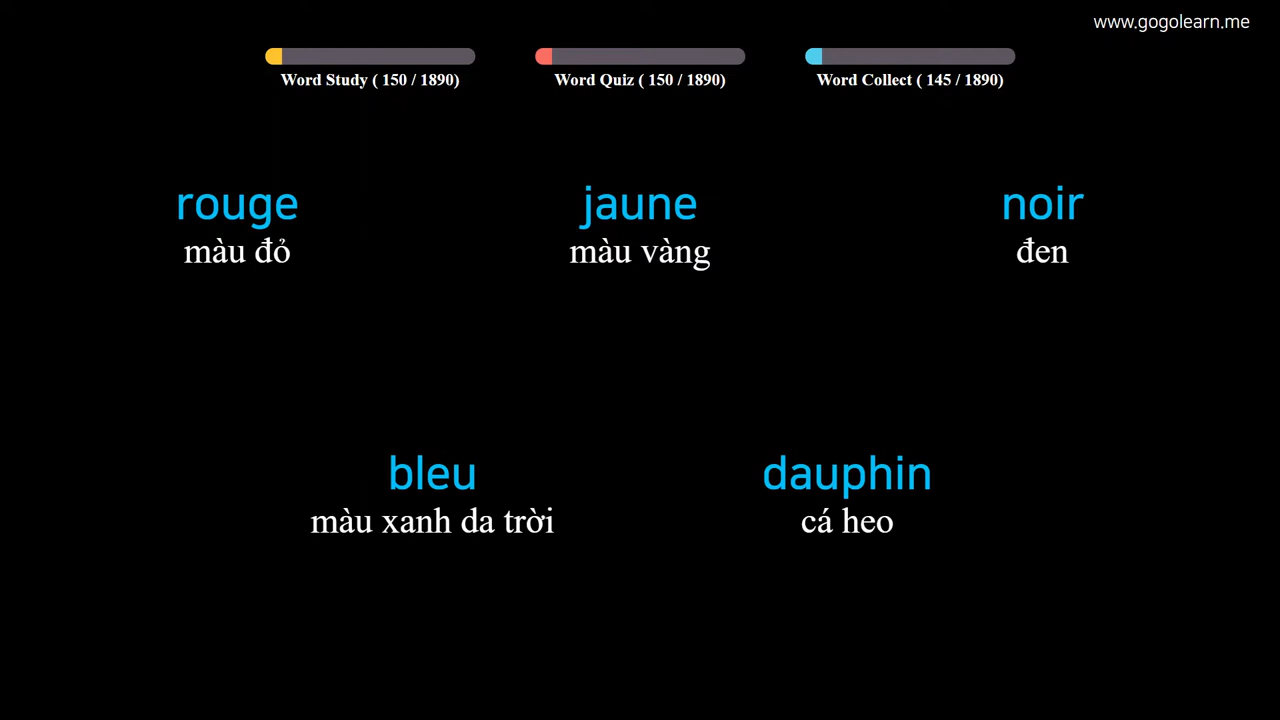 www.gogolearn.me
Word Study ( 150 / 1890)
Word Quiz ( 150 / 1890)
Word Collect ( 145 / 1890)
rouge
màu đỏ
jaune
màu vàng
noir
đen
bleu
màu xanh da trời
dauphin
cá heo